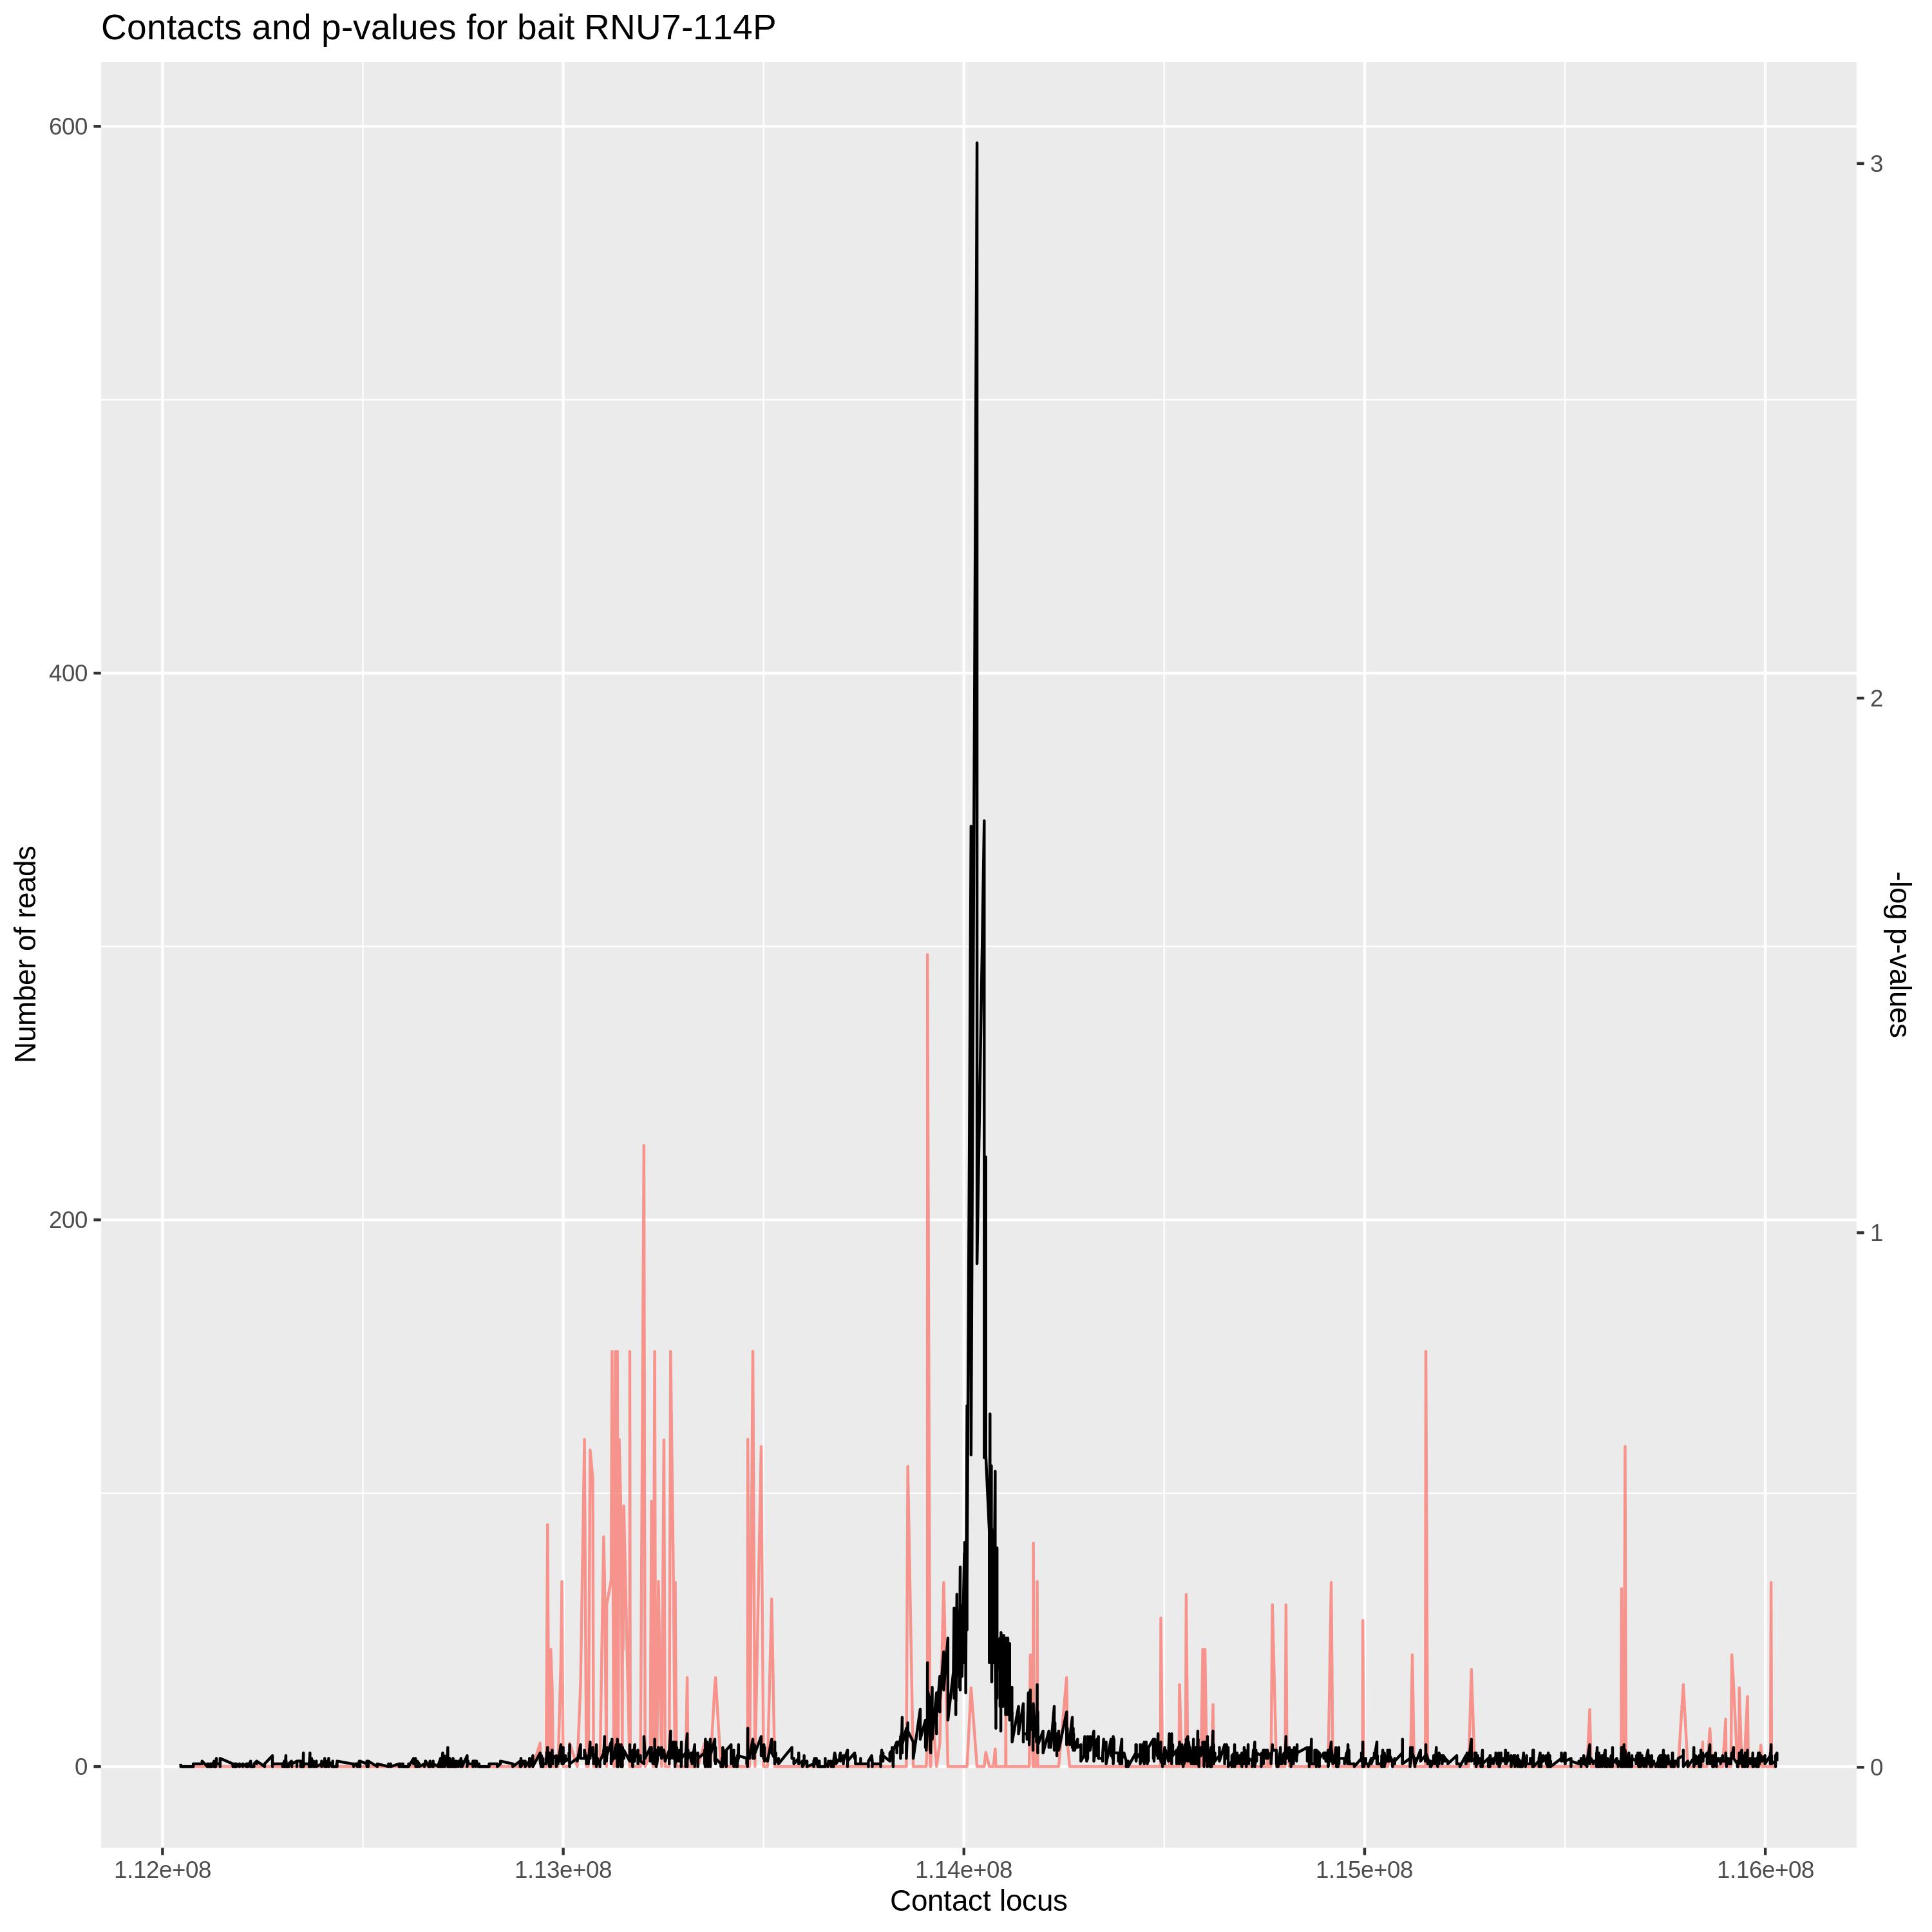 Contacts and p-values for bait RNU7-114P
600
400
200
0
Number of reads
3
2
1
0
-log p-values
1.12e+08
1.13e+08
1.14e+08
1.15e+08
1.16e+08
Contact locus